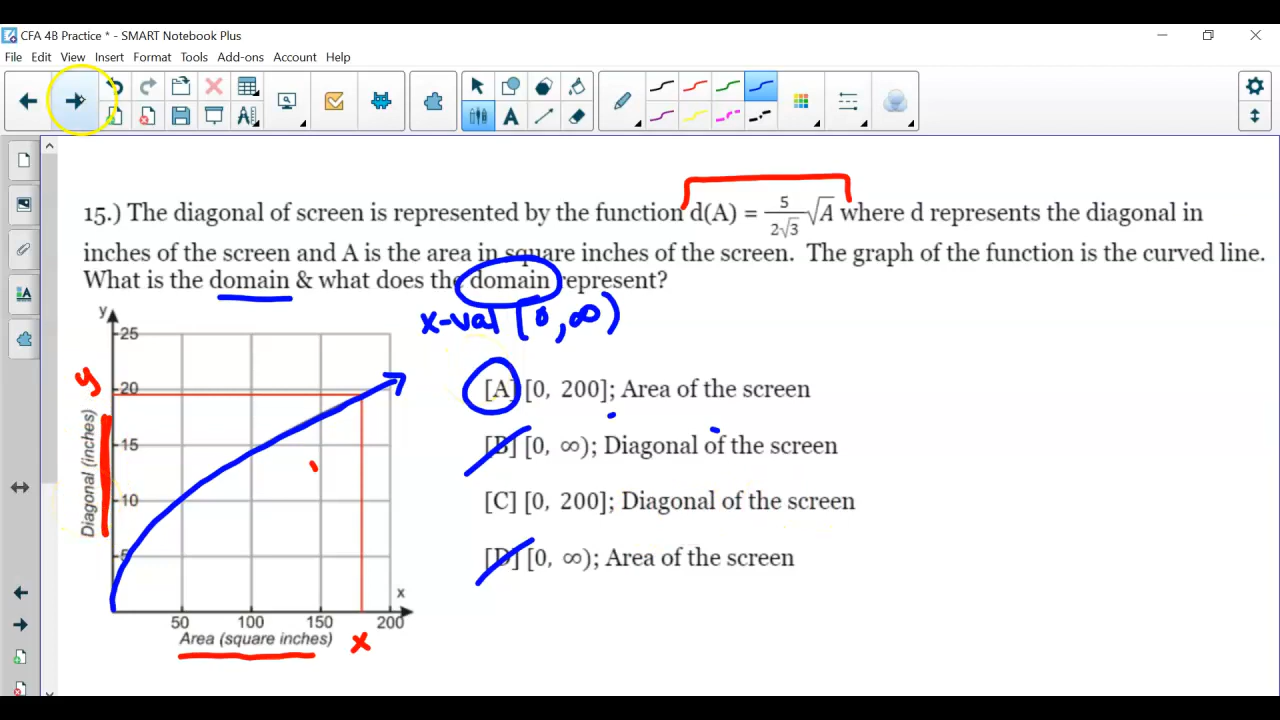 CFA 4B Practice * - SMART Notebook Plus
File Edit View Insert Format Tools Add-ons Account Help
15.) The diagonal of screen is represented by the function d(A) = 5/2√3 √A where d represents the diagonal in
inches of the screen and A is the area in square inches of the screen. The graph of the function is the curved line.
What is the domain & what does the domain represent?
x-val [0, ∞)
y
25
20
15
10
5
y
Diagonal (inches)
x
50 100 150 200
Area (square inches)
x
[A] [0, 200]; Area of the screen
[B] [0, ∞); Diagonal of the screen
[C] [0, 200]; Diagonal of the screen
[D] [0, ∞); Area of the screen